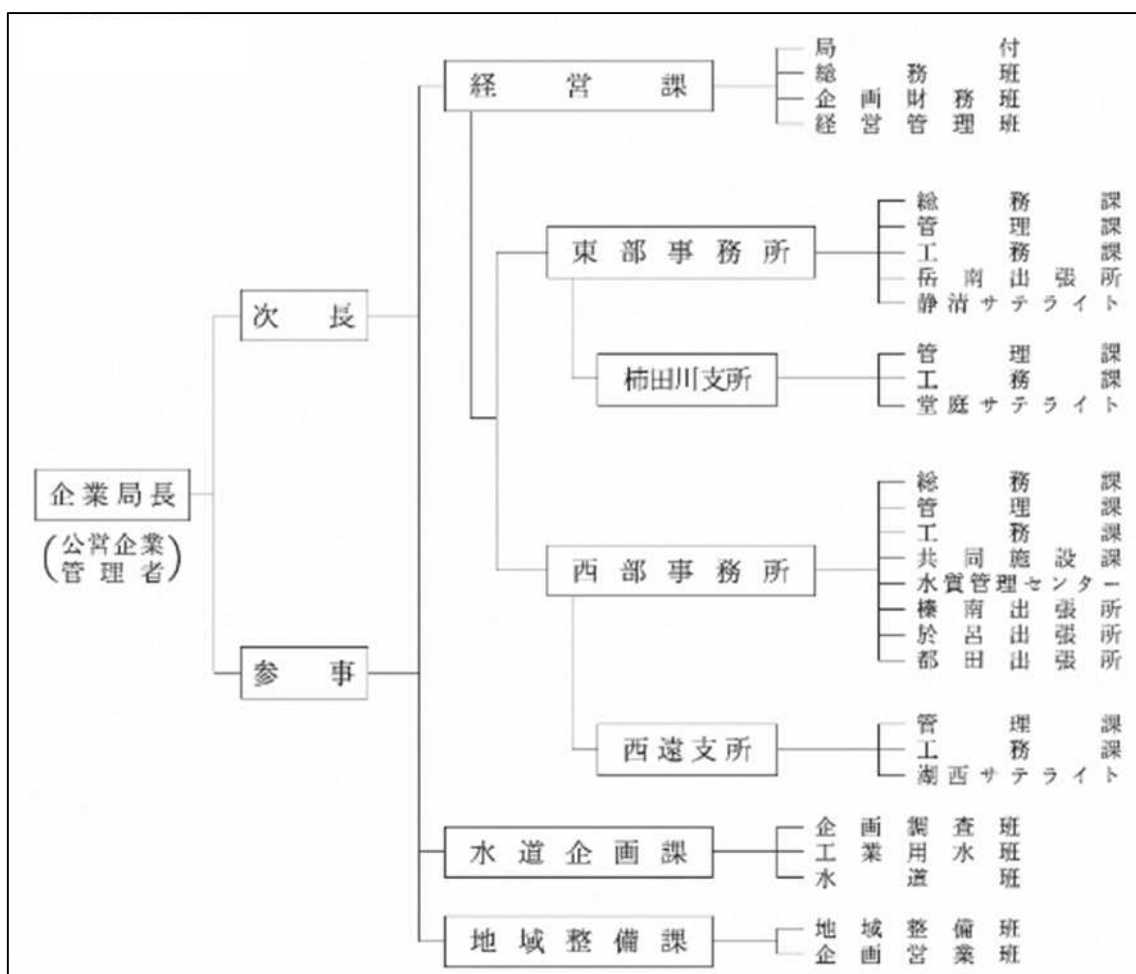 経営課
局付
総務班
企画財務班
経営管理班
東部事務所
総務課
管理課
工務課
岳南出張所
静清サテライト
柿田川支所
管理課
工務課
堂庭サテライト
次長
企業局長
(公営企業
管理者)
参事
西部事務所
総務課
管理課
工務課
共同施設課
水質管理センター
榛南出張所
於呂出張所
都田出張所
西遠支所
管理課
工務課
湖西サテライト
水道企画課
企画調査班
工業用水班
水道班
地域整備課
地域整備班
企画営業班